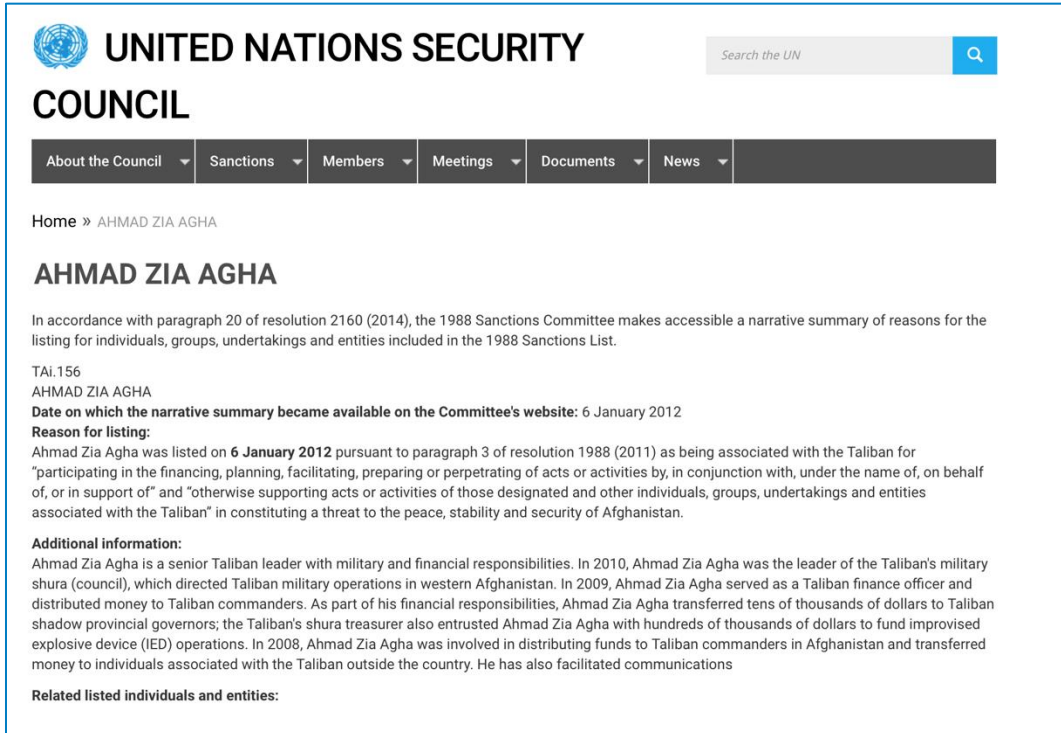 UNITED NATIONS SECURITY
COUNCIL
Search the UN
About the Council Sanctions Members Meetings Documents News
Home » AHMAD ZIA AGHA
AHMAD ZIA AGHA
In accordance with paragraph 20 of resolution 2160 (2014), the 1988 Sanctions Committee makes accessible a narrative summary of reasons for the
listing for individuals, groups, undertakings and entities included in the 1988 Sanctions List.
TAi.156
AHMAD ZIA AGHA
Date on which the narrative summary became available on the Committee's website: 6 January 2012
Reason for listing:
Ahmad Zia Agha was listed on 6 January 2012 pursuant to paragraph 3 of resolution 1988 (2011) as being associated with the Taliban for
“participating in the financing, planning, facilitating, preparing or perpetrating of acts or activities by, in conjunction with, under the name of, on behalf
of, or in support of” and “otherwise supporting acts or activities of those designated and other individuals, groups, undertakings and entities
associated with the Taliban” in constituting a threat to the peace, stability and security of Afghanistan.
Additional information:
Ahmad Zia Agha is a senior Taliban leader with military and financial responsibilities. In 2010, Ahmad Zia Agha was the leader of the Taliban's military
shura (council), which directed Taliban military operations in western Afghanistan. In 2009, Ahmad Zia Agha served as a Taliban finance officer and
distributed money to Taliban commanders. As part of his financial responsibilities, Ahmad Zia Agha transferred tens of thousands of dollars to Taliban
shadow provincial governors; the Taliban's shura treasurer also entrusted Ahmad Zia Agha with hundreds of thousands of dollars to fund improvised
explosive device (IED) operations. In 2008, Ahmad Zia Agha was involved in distributing funds to Taliban commanders in Afghanistan and transferred
money to individuals associated with the Taliban outside the country. He has also facilitated communications
Related listed individuals and entities: